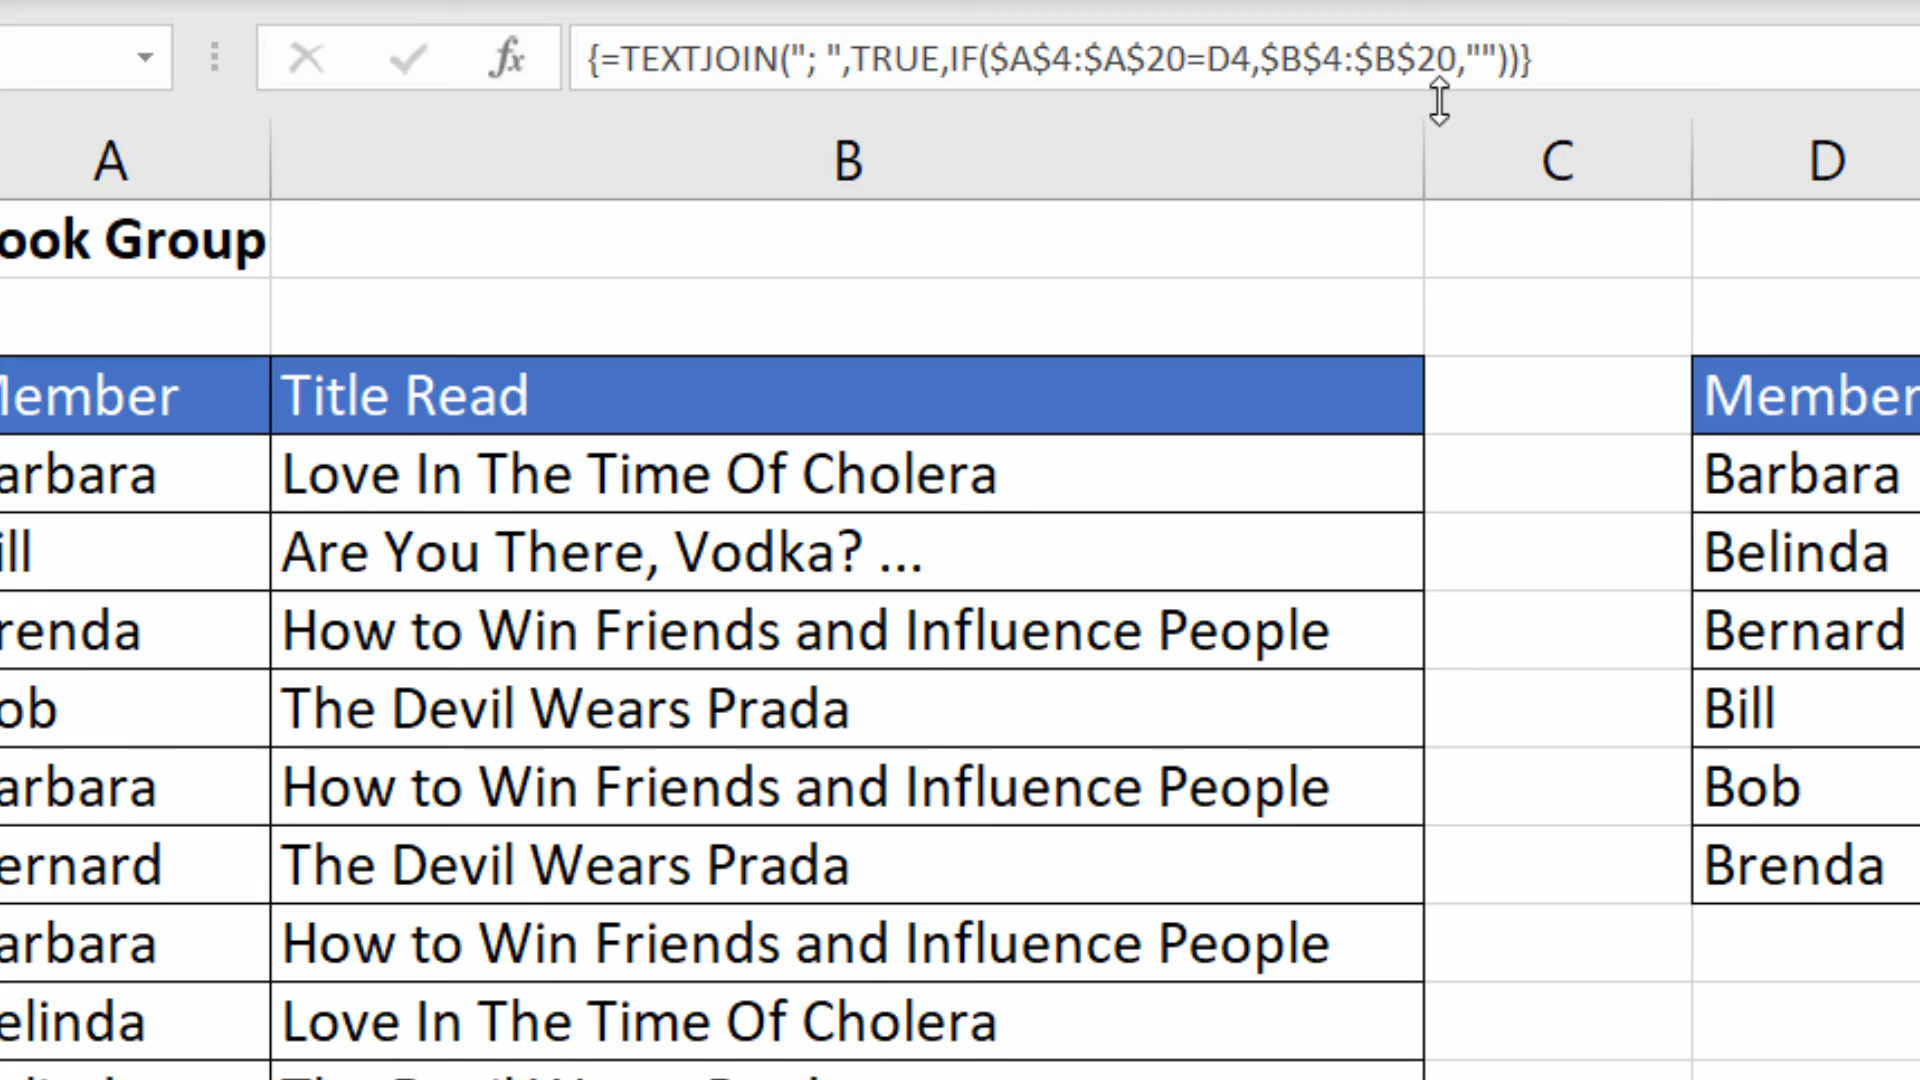 fx {=TEXTJOIN("; ",TRUE,IF($A$4:$A$20=D4,$B$4:$B$20,""))}
A B C D
ook Group
ember Title Read Member
arbara Love In The Time Of Cholera Barbara
ill Are You There, Vodka? ... Belinda
renda How to Win Friends and Influence People Bernard
ob The Devil Wears Prada Bill
arbara How to Win Friends and Influence People Bob
ernard The Devil Wears Prada Brenda
arbara How to Win Friends and Influence People
elinda Love In The Time Of Cholera